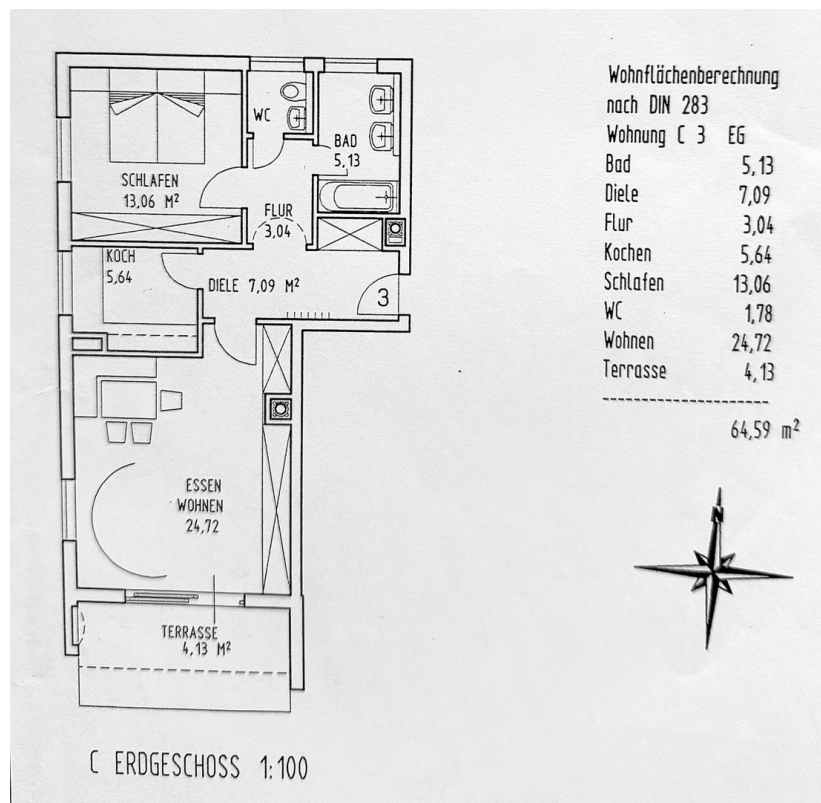 WC
BAD
5,13
SCHLAFEN
13,06 M²
FLUR
3,04
KOCH
5,64
DIELE 7,09 M²
3
ESSEN
WOHNEN
24,72
TERRASSE
4,13 M²
C ERDGESCHOSS 1:100
Wohnflächenberechnung
nach DIN 283
Wohnung C 3 EG
Bad 5,13
Diele 7,09
Flur 3,04
Kochen 5,64
Schlafen 13,06
WC 1,78
Wohnen 24,72
Terrasse 4,13
--------------------
64,59 m²
N